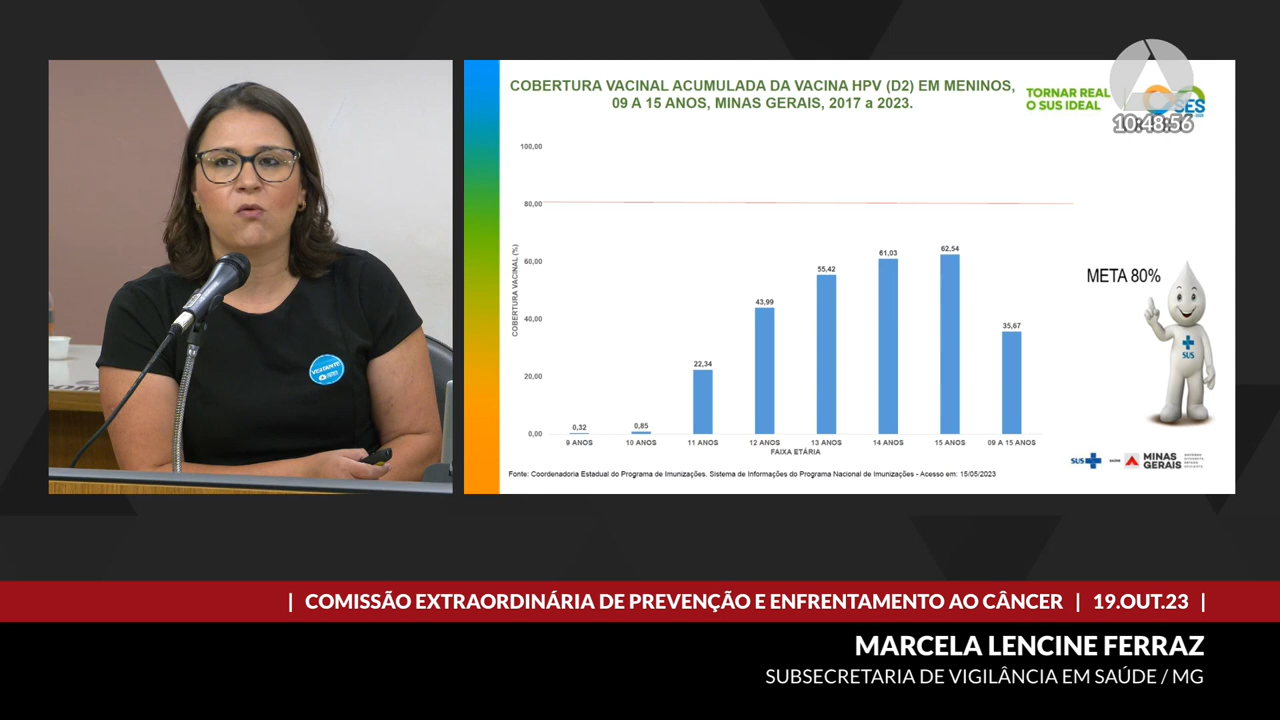 COBERTURA VACINAL ACUMULADA DA VACINA HPV (D2) EM MENINOS,
09 A 15 ANOS, MINAS GERAIS, 2017 a 2023.
TORNAR REAL
O SUS IDEAL
SES
10:48:56
100,00
80,00
60,00
40,00
20,00
0,00
COBERTURA VACINAL (%)
0,32
0,85
22,34
43,99
55,42
61,03
62,54
35,67
9 ANOS
10 ANOS
11 ANOS
12 ANOS
13 ANOS
14 ANOS
15 ANOS
09 A 15 ANOS
FAIXA ETÁRIA
META 80%
SUS
Fonte: Coordenadoria Estadual do Programa de Imunizações. Sistema de Informações do Programa Nacional de Imunizações - Acesso em: 15/05/2023
SUS
SAÚDE
MINAS
GERAIS
VISITANTE
| COMISSÃO EXTRAORDINÁRIA DE PREVENÇÃO E ENFRENTAMENTO AO CÂNCER | 19.OUT.23 |
MARCELA LENCINE FERRAZ
SUBSECRETARIA DE VIGILÂNCIA EM SAÚDE / MG